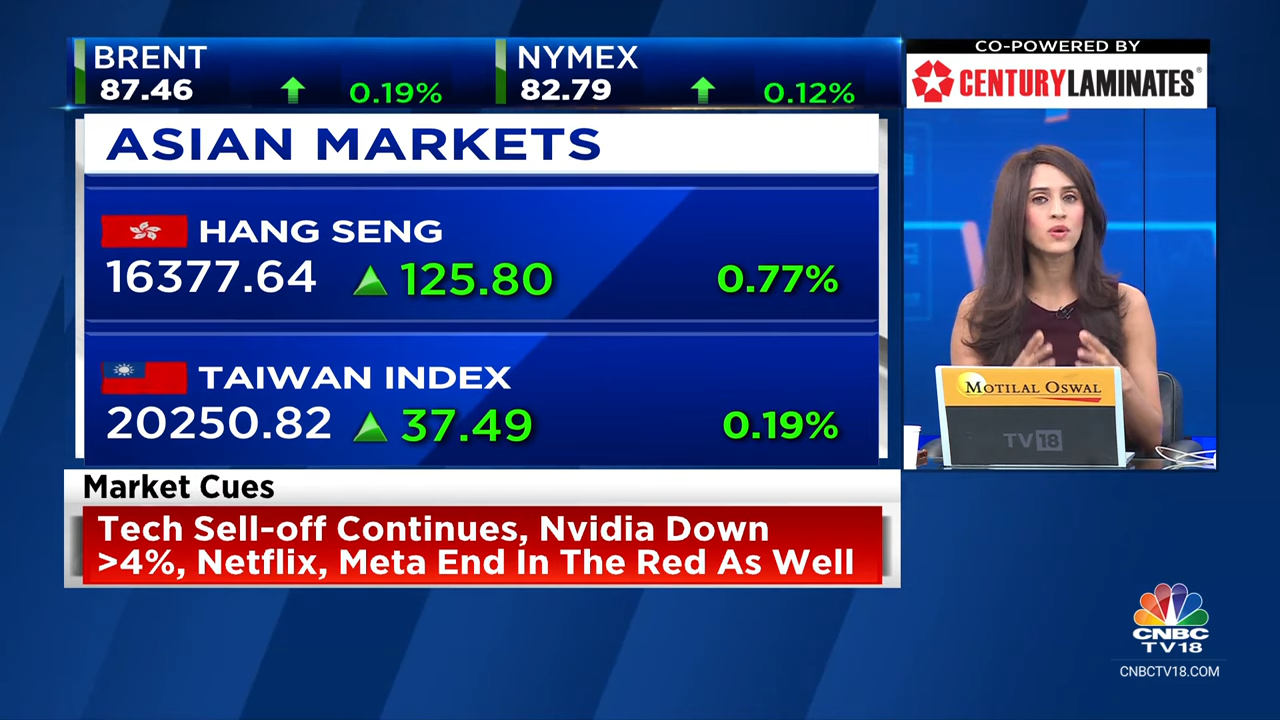 BRENT
87.46 0.19%
NYMEX
82.79 0.12%
CO-POWERED BY
CENTURYLAMINATES®
ASIAN MARKETS
HANG SENG
16377.64 125.80 0.77%
TAIWAN INDEX
20250.82 37.49 0.19%
MOTILAL OSWAL
TV18
Market Cues
Tech Sell-off Continues, Nvidia Down
>4%, Netflix, Meta End In The Red As Well
CNBC
TV18
CNBCTV18.COM